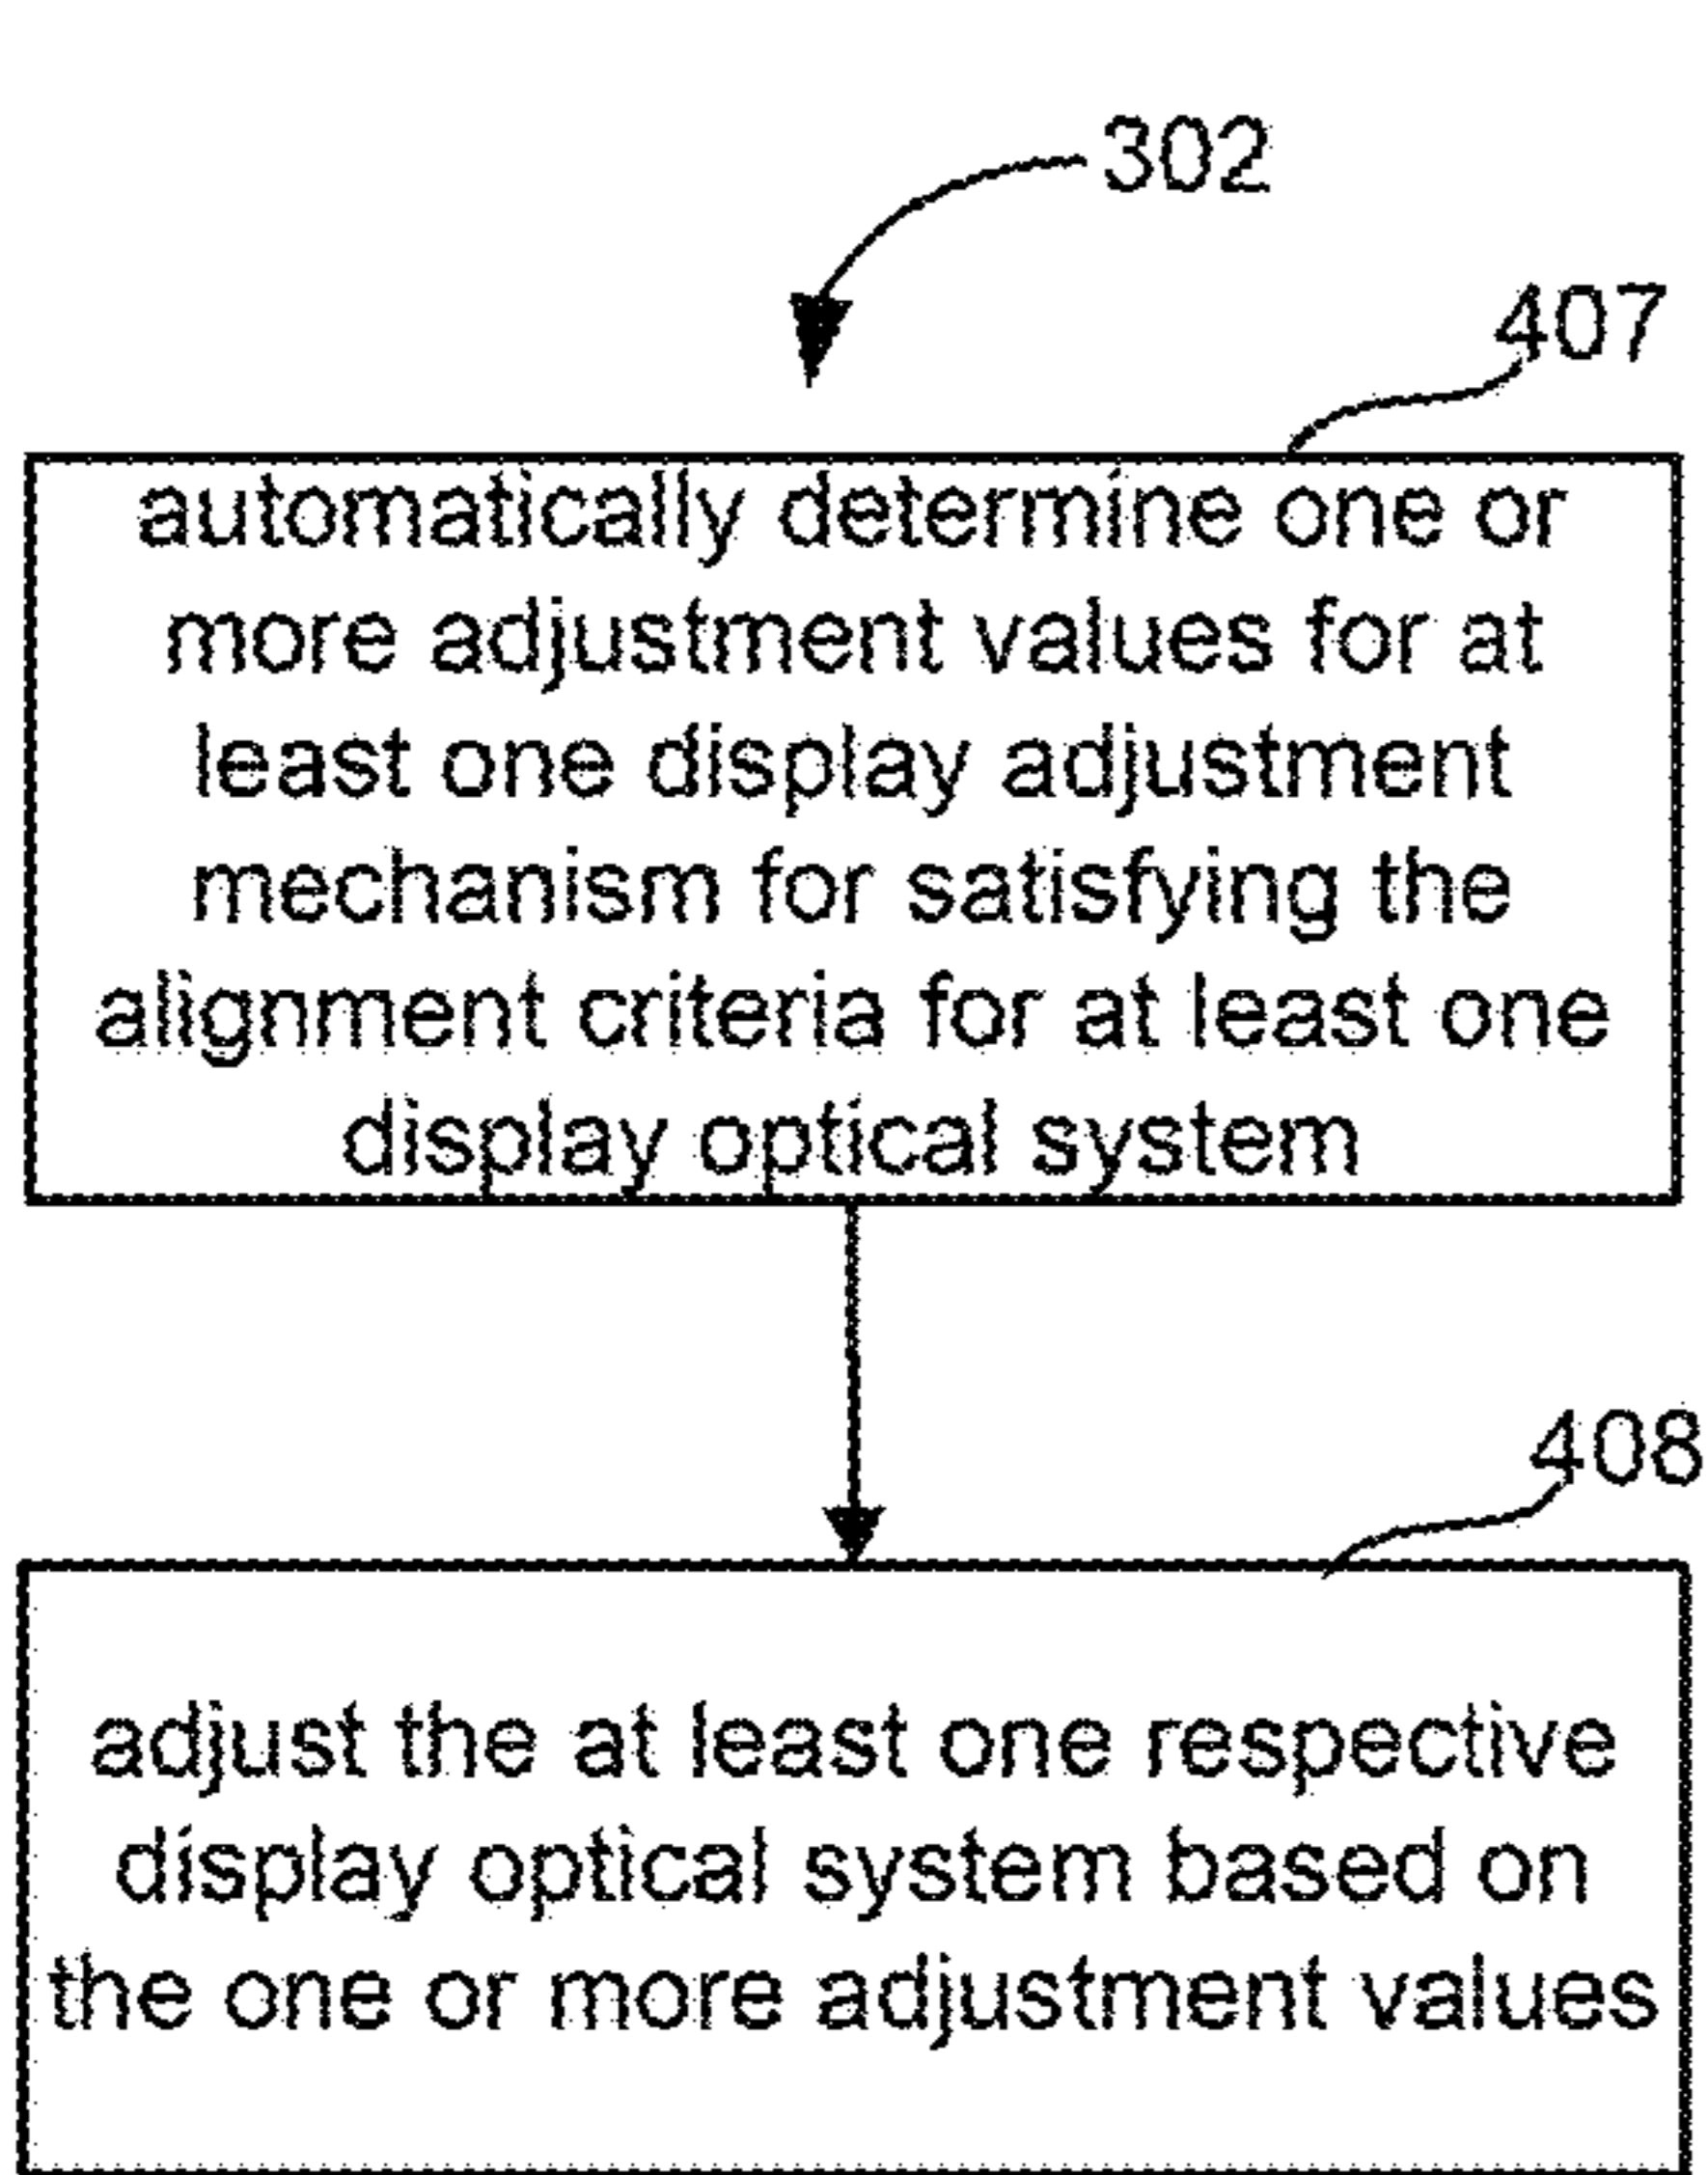 302
407
automatically determine one or
more adjustment values for at
least one display adjustment
mechanism for satisfying the
alignment criteria for at least one
display optical system
408
adjust the at least one respective
display optical system based on
the one or more adjustment values